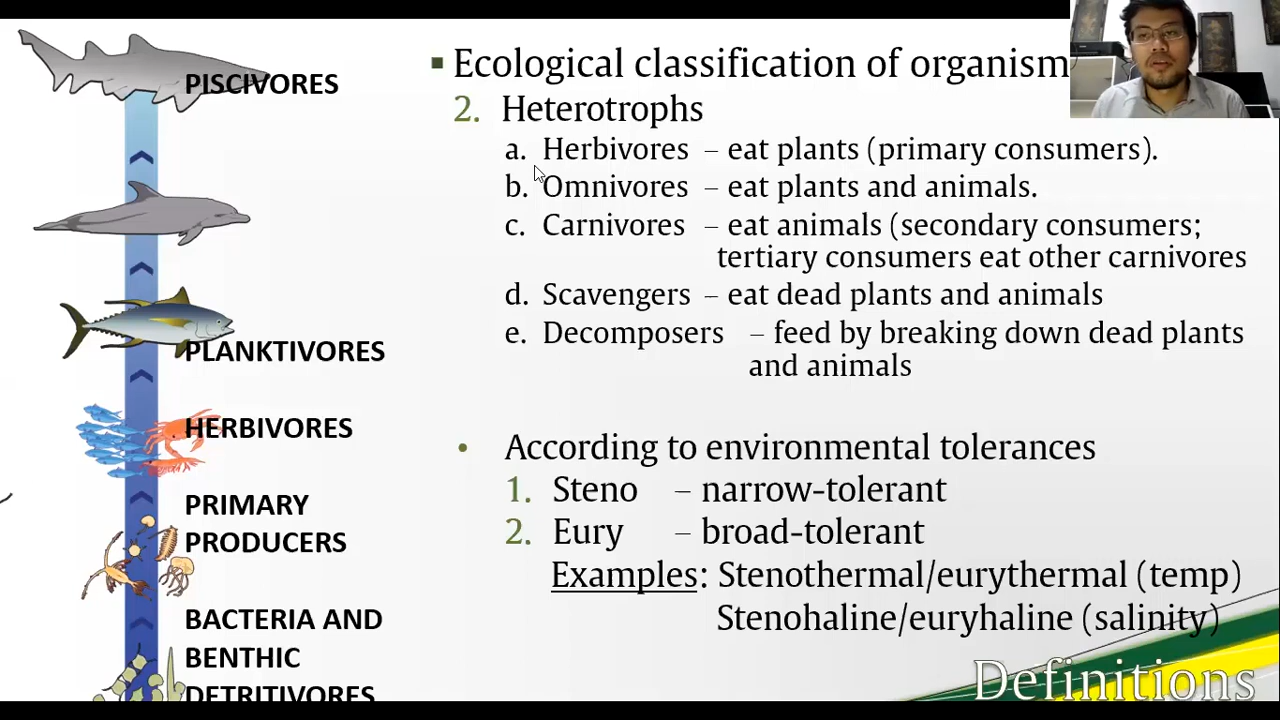 PISCIVORES
PLANKTIVORES
HERBIVORES
PRIMARY
PRODUCERS
BACTERIA AND
BENTHIC
DETRITIVORES
Ecological classification of organism
2. Heterotrophs
a. Herbivores – eat plants (primary consumers).
b. Omnivores – eat plants and animals.
c. Carnivores – eat animals (secondary consumers;
tertiary consumers eat other carnivores
d. Scavengers – eat dead plants and animals
e. Decomposers – feed by breaking down dead plants
and animals
• According to environmental tolerances
1. Steno – narrow-tolerant
2. Eury – broad-tolerant
Examples: Stenothermal/eurythermal (temp)
Stenohaline/euryhaline (salinity)
Definitions